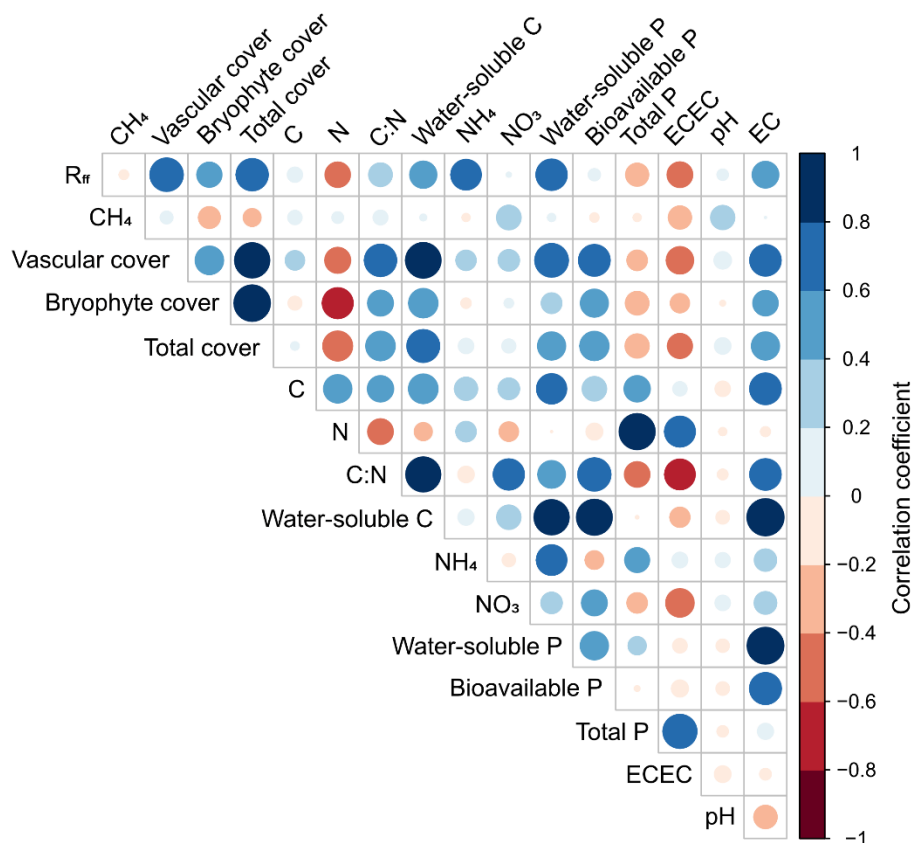 CH₄
Vascular cover
Bryophyte cover
Total cover
C
N
C:N
Water-soluble C
NH₄
NO₃
Water-soluble P
Bioavailable P
Total P
ECEC
pH
EC
Rff
CH₄
Vascular cover
Bryophyte cover
Total cover
C
N
C:N
Water-soluble C
NH₄
NO₃
Water-soluble P
Bioavailable P
Total P
ECEC
pH
1
0.8
0.6
0.4
0.2
0
−0.2
−0.4
−0.6
−0.8
−1
Correlation coefficient